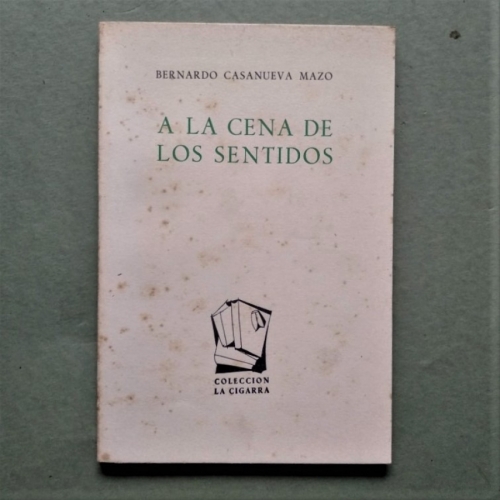 BERNARDO CASANUEVA MAZO
A LA CENA DE
LOS SENTIDOS
COLECCION
LA CIGARRA